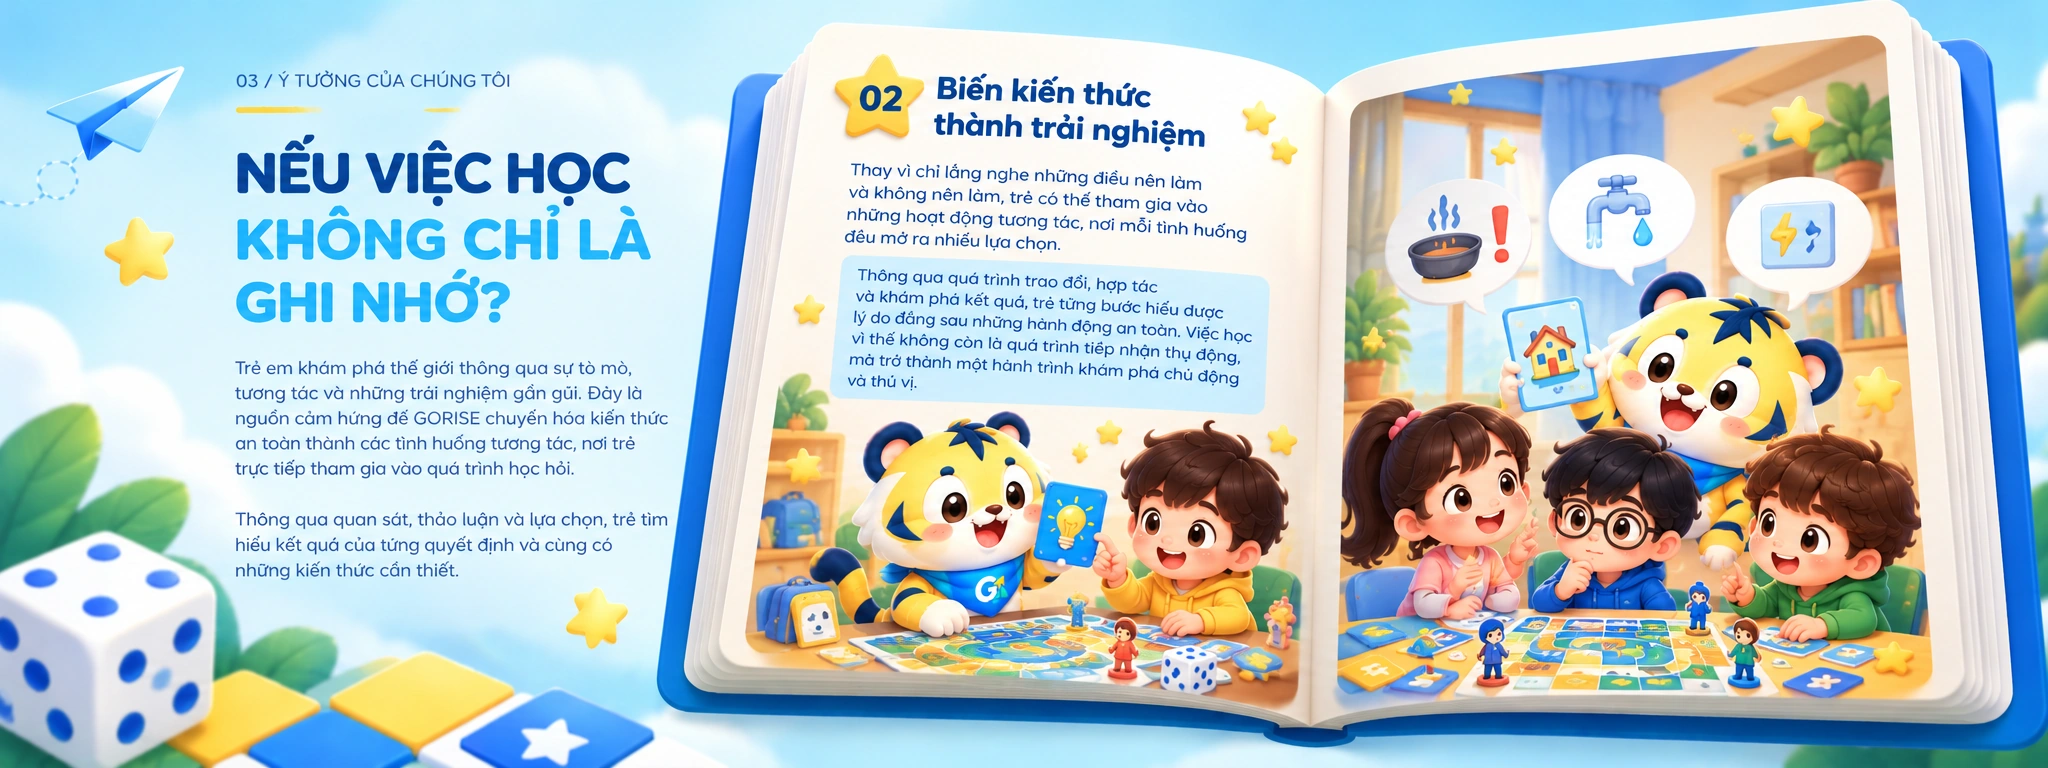 03 / Ý TƯỞNG CỦA CHÚNG TÔI
NẾU VIỆC HỌC
KHÔNG CHỈ LÀ
GHI NHỚ?
Trẻ em khám phá thế giới thông qua sự tò mò,
tương tác và những trải nghiệm gần gũi. Đây là
nguồn cảm hứng để GORISE chuyển hóa kiến thức
an toàn thành các tình huống tương tác, nơi trẻ
trực tiếp tham gia vào quá trình học hỏi.
Thông qua quan sát, thảo luận và lựa chọn, trẻ tìm
hiểu kết quả của từng quyết định và cùng có
những kiến thức cần thiết.
02
Biến kiến thức
thành trải nghiệm
Thay vì chỉ lắng nghe những điều nên làm
và không nên làm, trẻ có thể tham gia vào
những hoạt động tương tác, nơi mỗi tình huống
đều mở ra nhiều lựa chọn.
Thông qua quá trình trao đổi, hợp tác
và khám phá kết quả, trẻ từng bước hiểu được
lý do đằng sau những hành động an toàn. Việc học
vì thế không còn là quá trình tiếp nhận thụ động,
mà trở thành một hành trình khám phá chủ động
và thú vị.
G